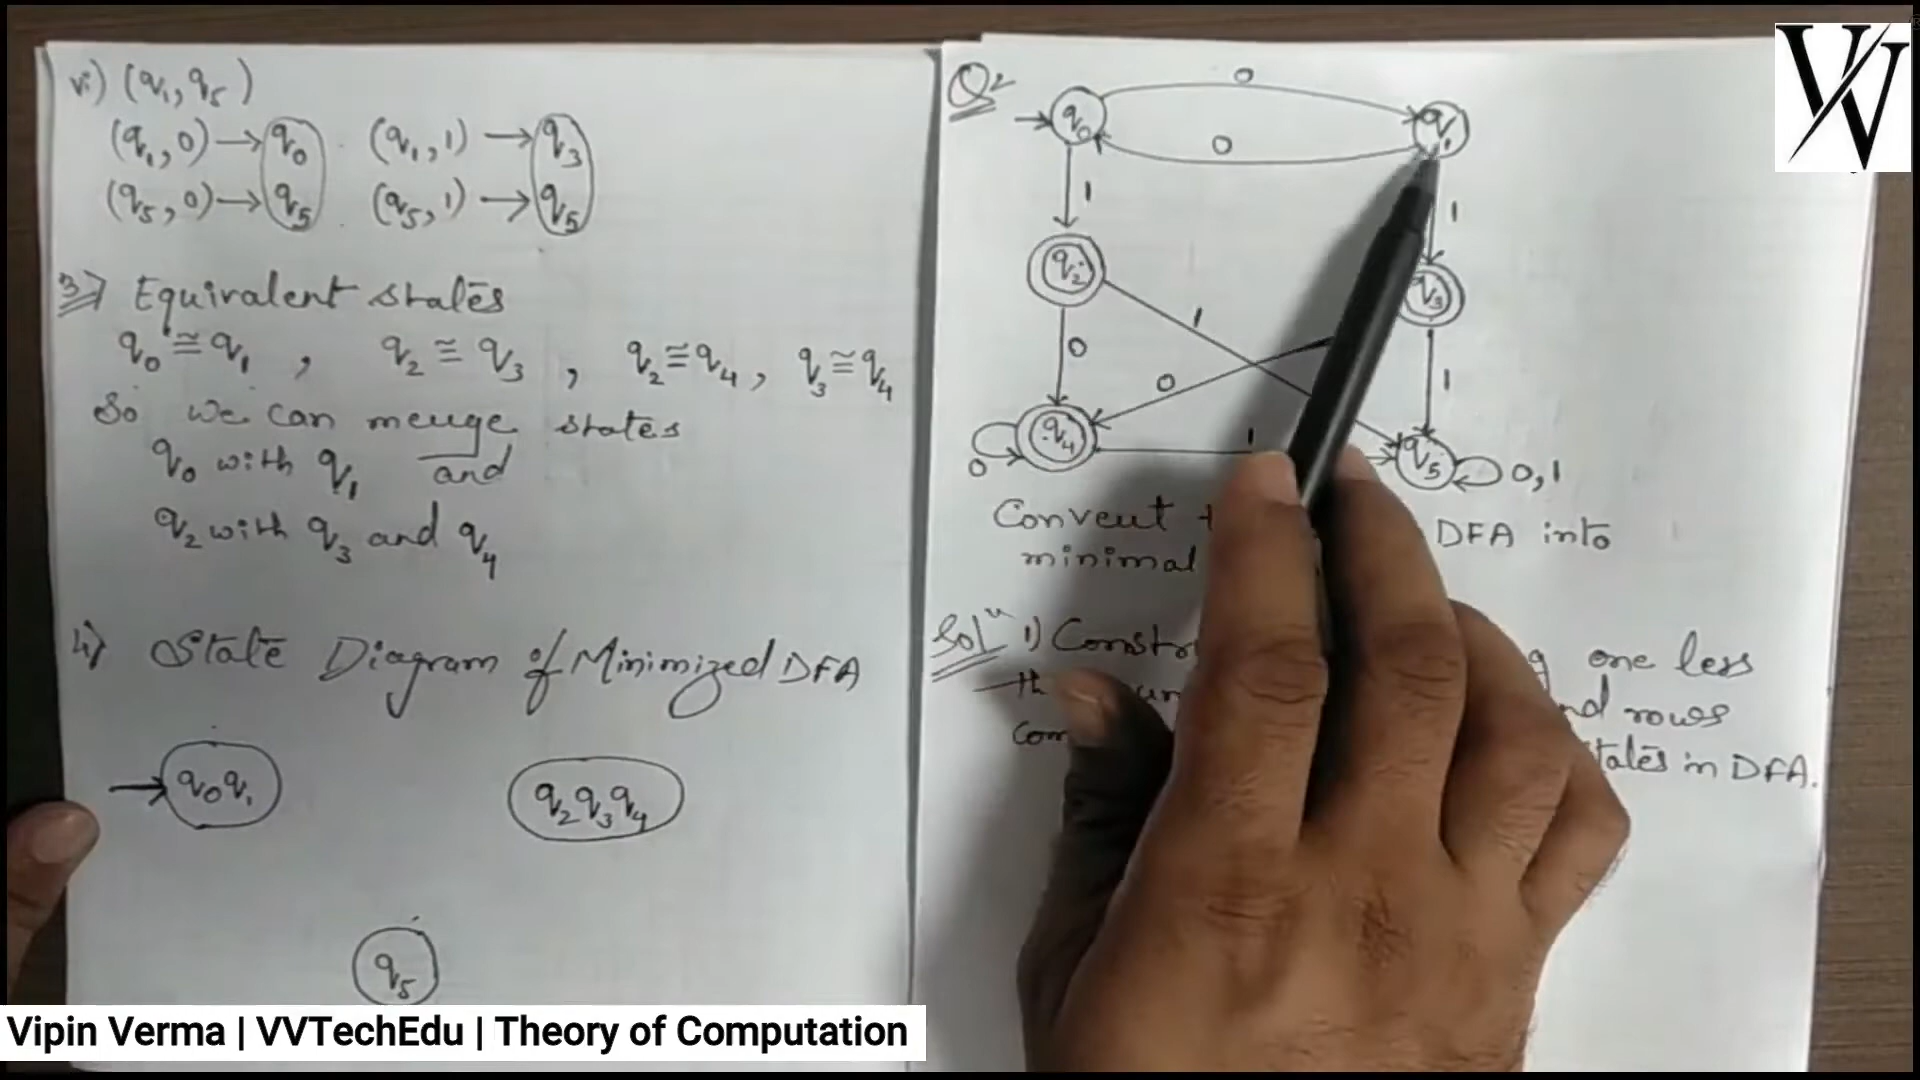 vi) (q1, q5)
(q1, 0) → q0 (q1, 1) → q3
(q5, 0) → q5 (q5, 1) → q5
3) Equivalent states
q0 ≅ q1 , q2 ≅ q3 , q2 ≅ q4 , q3 ≅ q4
So we can merge states
q0 with q1 and
q2 with q3 and q4
4) State Diagram of Minimized DFA
q0q1 q2q3q4
q5
Q2
0
q0 q1
0
1 1
q2 q3
1
0 0 1
q4 1 q5 0,1
0
Convert DFA into
minimal
Soln 1) one less
rows
in DFA.
VV
Vipin Verma | VVTechEdu | Theory of Computation